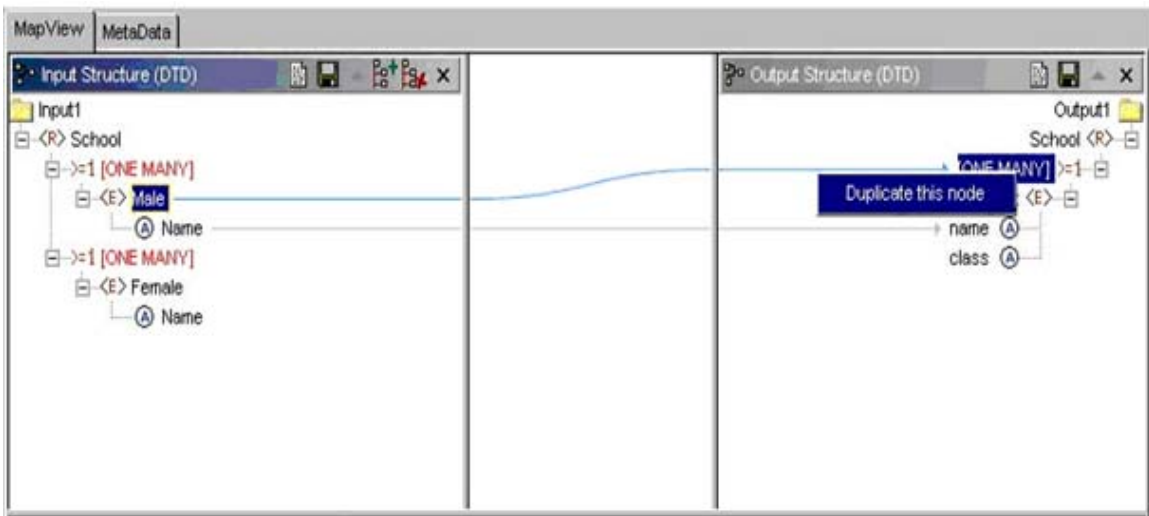 MapView MetaData
Input Structure (DTD)
Input1
<R> School
>=1 [ONE MANY]
<E> Male
A Name
>=1 [ONE MANY]
<E> Female
A Name
Output Structure (DTD)
Output1
School <R>
[ONE MANY] >=1
Duplicate this node
<E>
name A
class A